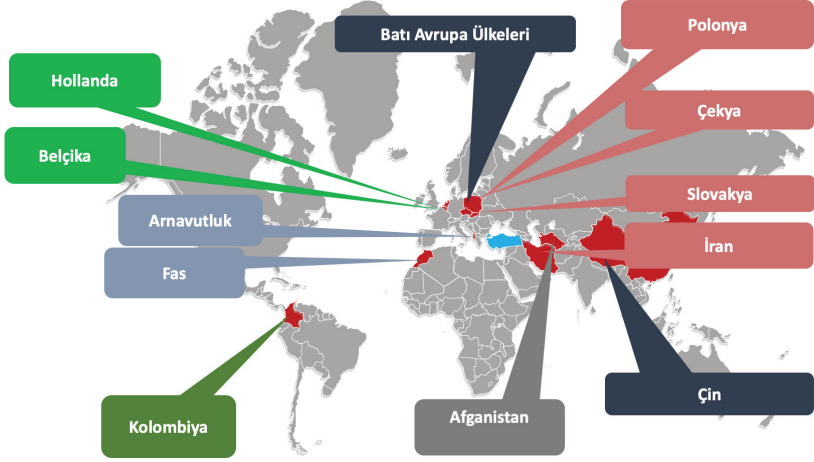 Batı Avrupa Ülkeleri
Polonya
Hollanda
Çekya
Belçika
Slovakya
Arnavutluk
İran
Fas
Çin
Kolombiya
Afganistan